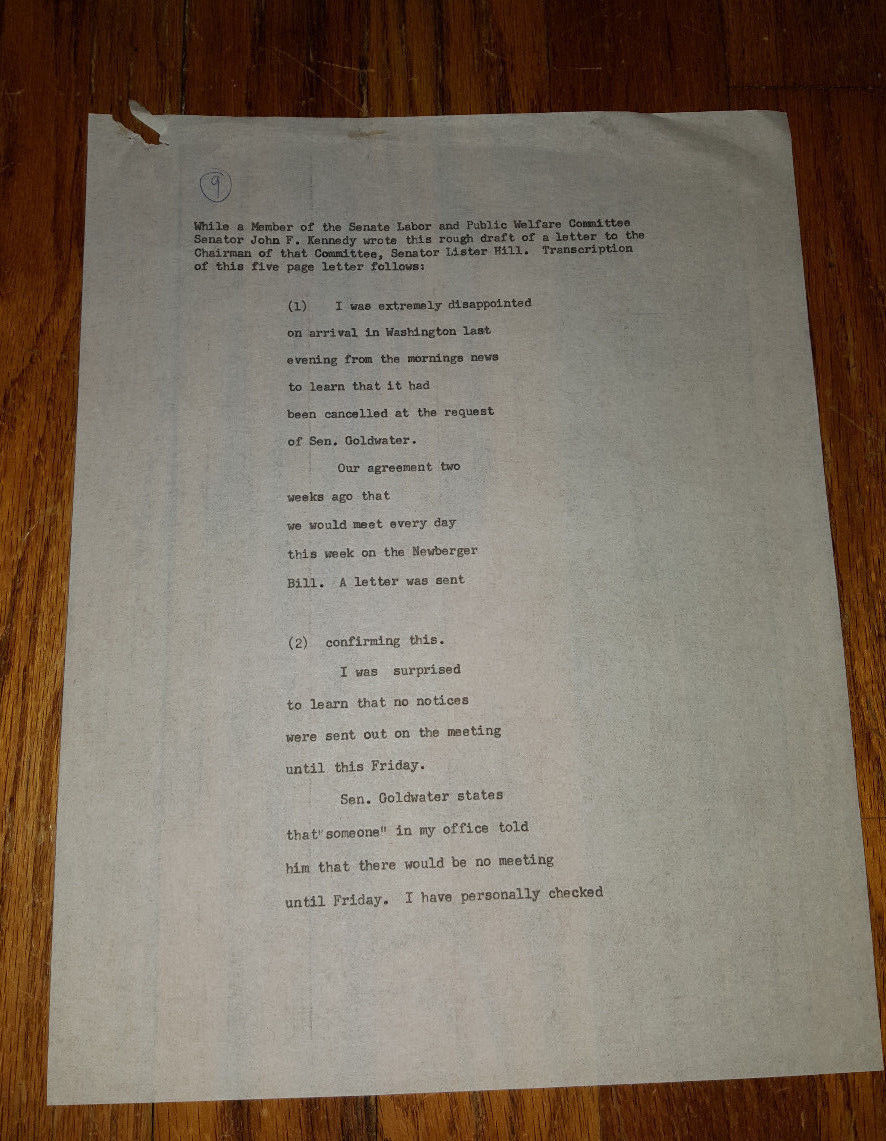 9
While a Member of the Senate Labor and Public Welfare Committee
Senator John F. Kennedy wrote this rough draft of a letter to the
Chairman of that Committee, Senator Lister Hill. Transcription
of this five page letter follows:
(1) I was extremely disappointed
on arrival in Washington last
evening from the mornings news
to learn that it had
been cancelled at the request
of Sen. Goldwater.
Our agreement two
weeks ago that
we would meet every day
this week on the Newberger
Bill. A letter was sent
(2) confirming this.
I was surprised
to learn that no notices
were sent out on the meeting
until this Friday.
Sen. Goldwater states
that"someone" in my office told
him that there would be no meeting
until Friday. I have personally checked